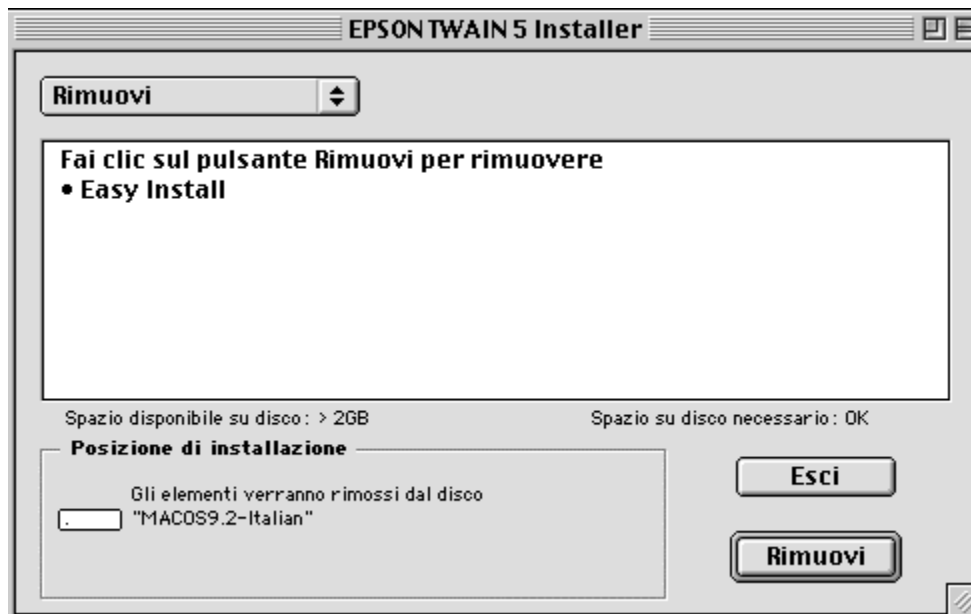 EPSON TWAIN 5 Installer
Rimuovi
Fai clic sul pulsante Rimuovi per rimuovere
• Easy Install
Spazio disponibile su disco: > 2GB
Spazio su disco necessario: OK
Posizione di installazione
Gli elementi verranno rimossi dal disco
"MACOS9.2-Italian"
Esci
Rimuovi